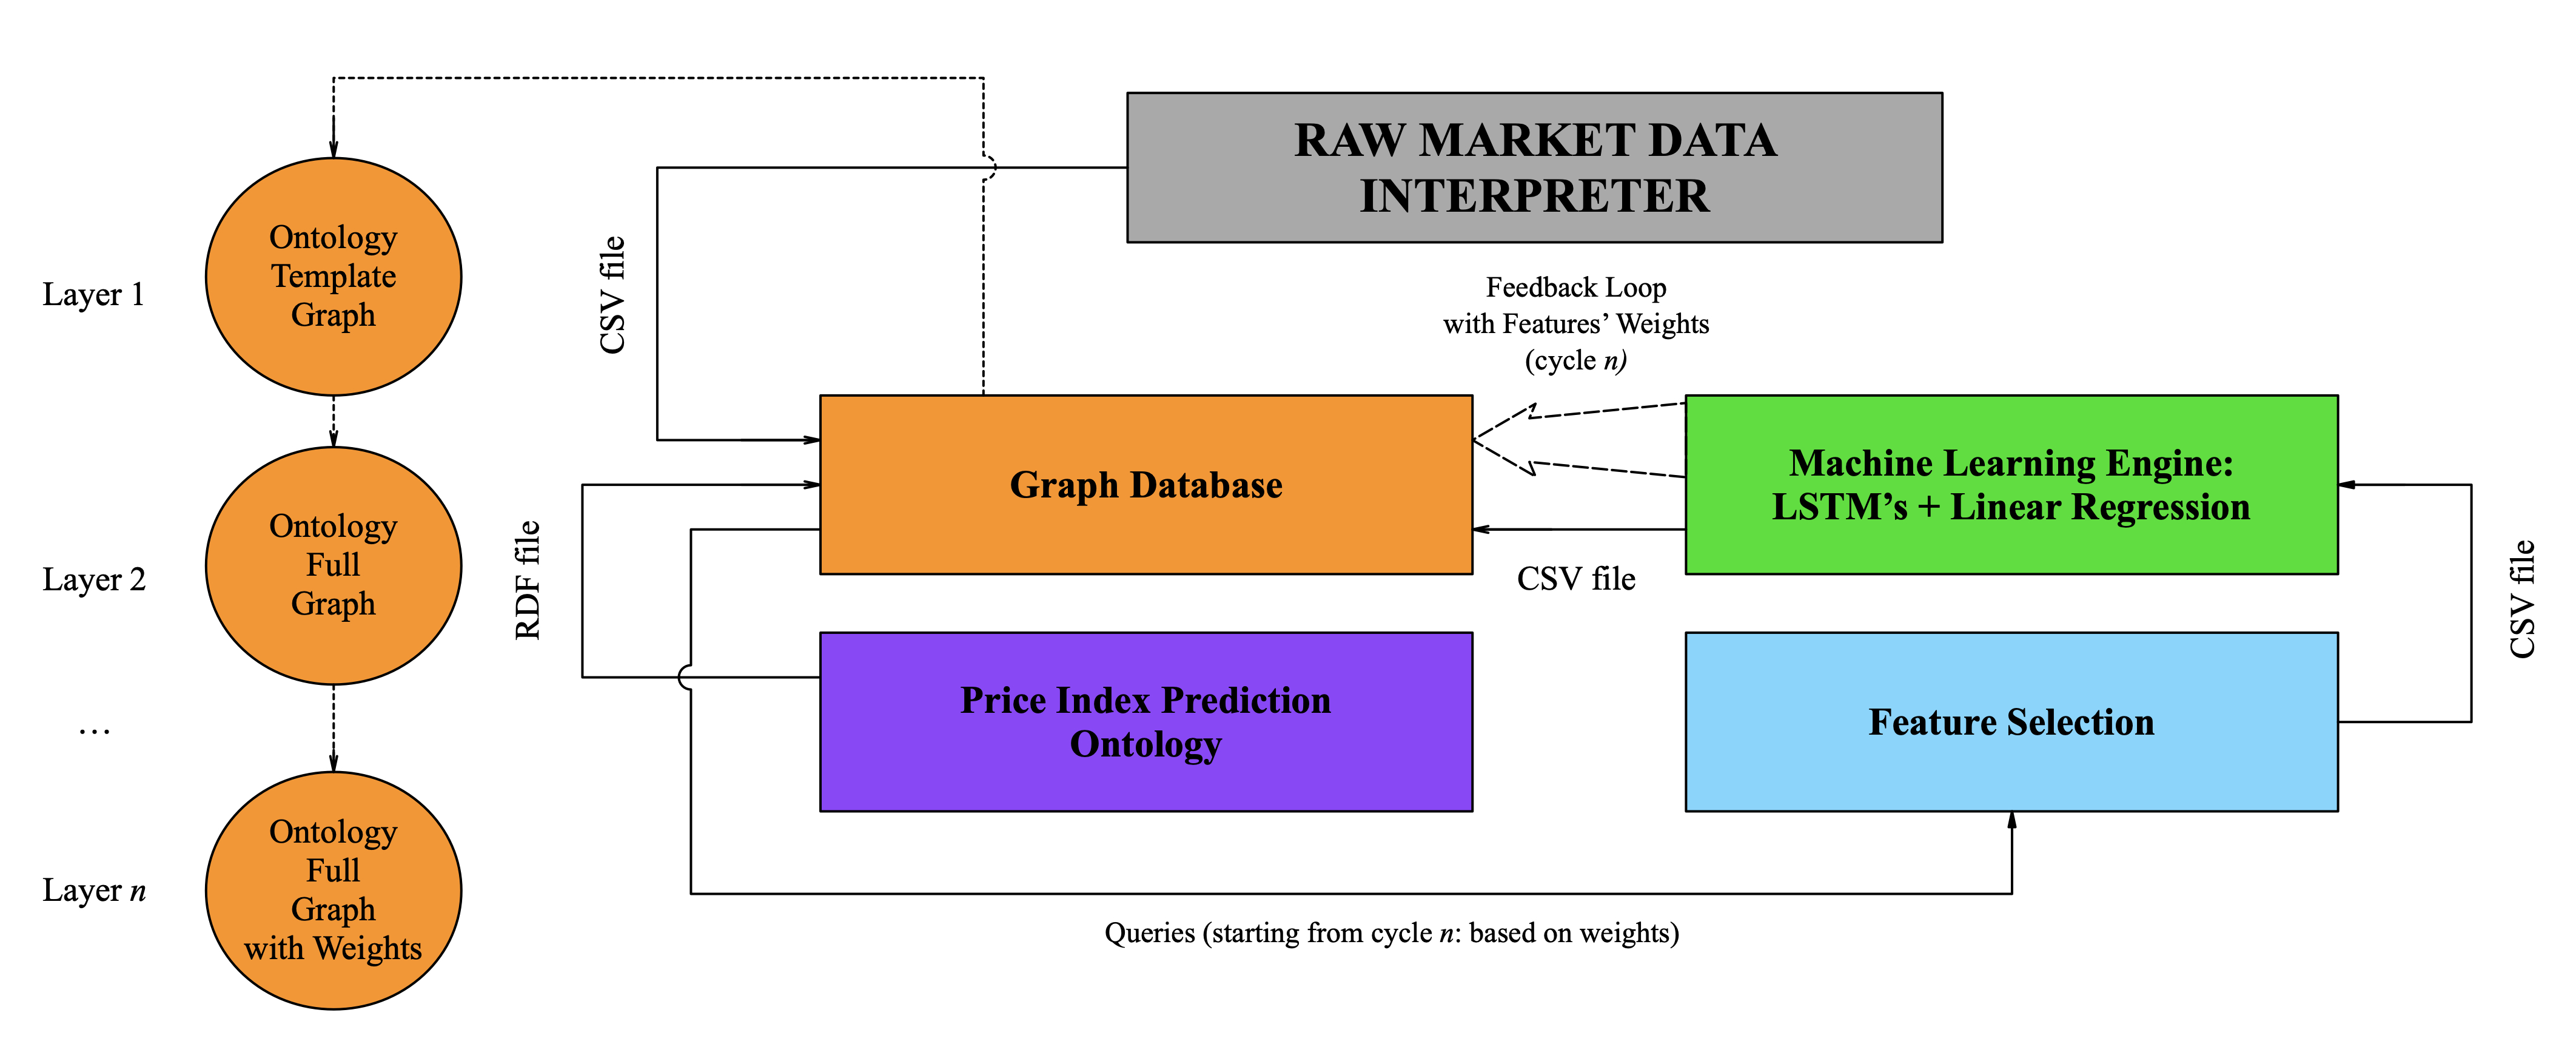 RAW MARKET DATA
INTERPRETER
Layer 1
Ontology
Template
Graph
CSV file
Feedback Loop
with Features’ Weights
(cycle n)
Graph Database
Machine Learning Engine:
LSTM’s + Linear Regression
Layer 2
Ontology
Full
Graph
RDF file
CSV file
CSV file
Price Index Prediction
Ontology
Feature Selection
…
Layer n
Ontology
Full
Graph
with Weights
Queries (starting from cycle n: based on weights)